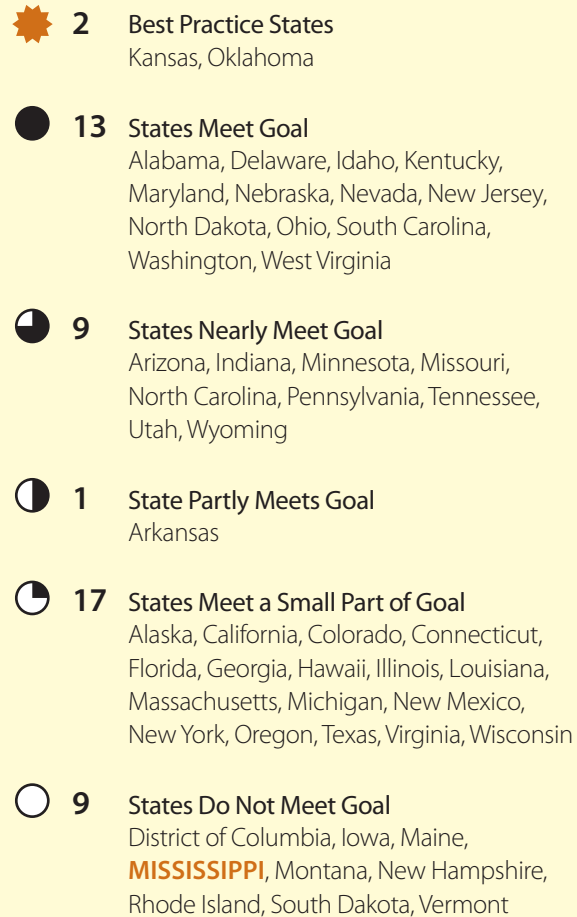 2 Best Practice States
Kansas, Oklahoma
13 States Meet Goal
Alabama, Delaware, Idaho, Kentucky,
Maryland, Nebraska, Nevada, New Jersey,
North Dakota, Ohio, South Carolina,
Washington, West Virginia
9 States Nearly Meet Goal
Arizona, Indiana, Minnesota, Missouri,
North Carolina, Pennsylvania, Tennessee,
Utah, Wyoming
1 State Partly Meets Goal
Arkansas
17 States Meet a Small Part of Goal
Alaska, California, Colorado, Connecticut,
Florida, Georgia, Hawaii, Illinois, Louisiana,
Massachusetts, Michigan, New Mexico,
New York, Oregon, Texas, Virginia, Wisconsin
9 States Do Not Meet Goal
District of Columbia, Iowa, Maine,
MISSISSIPPI, Montana, New Hampshire,
Rhode Island, South Dakota, Vermont